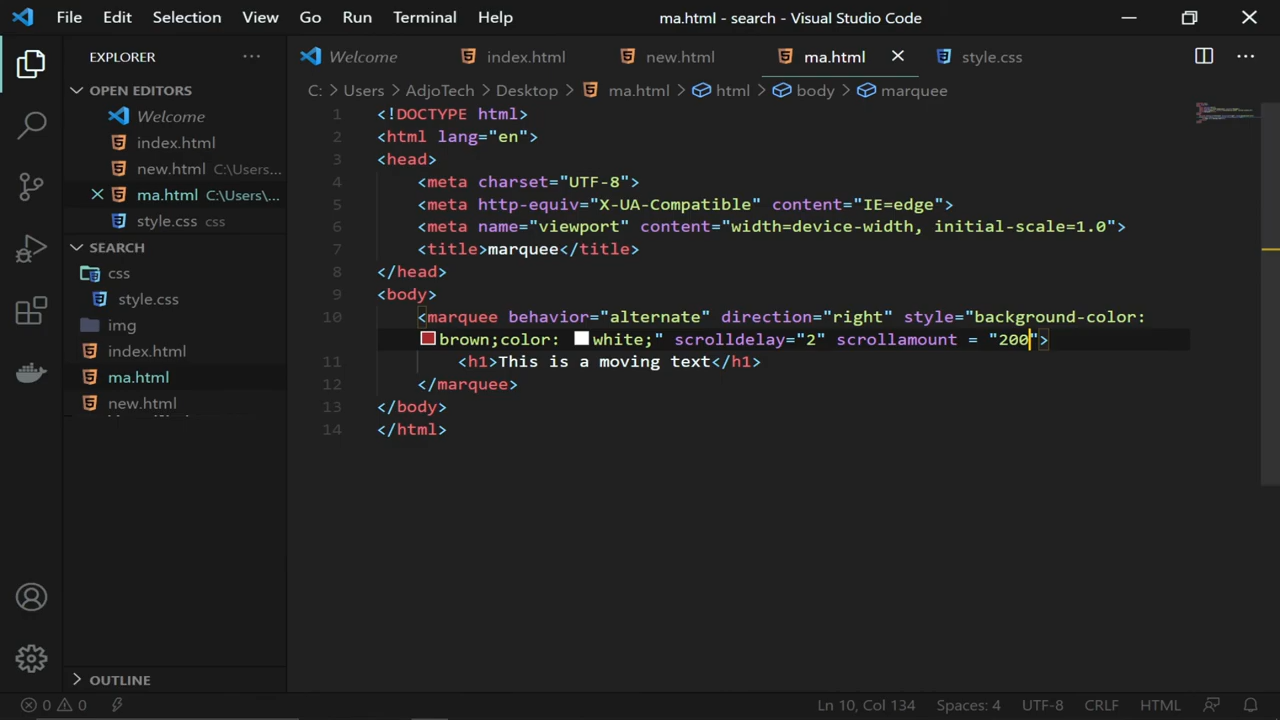 File Edit Selection View Go Run Terminal Help ma.html - search - Visual Studio Code
EXPLORER
Welcome index.html new.html ma.html style.css
OPEN EDITORS
Welcome
index.html
new.html C:\Users...
ma.html C:\Users\...
style.css css
SEARCH
css
style.css
img
index.html
ma.html
new.html
OUTLINE
C: > Users > AdjoTech > Desktop > ma.html > html > body > marquee
1 <!DOCTYPE html>
2 <html lang="en">
3 <head>
4 <meta charset="UTF-8">
5 <meta http-equiv="X-UA-Compatible" content="IE=edge">
6 <meta name="viewport" content="width=device-width, initial-scale=1.0">
7 <title>marquee</title>
8 </head>
9 <body>
10 <marquee behavior="alternate" direction="right" style="background-color:
brown;color: white;" scrolldelay="2" scrollamount = "200">
11 <h1>This is a moving text</h1>
12 </marquee>
13 </body>
14 </html>
0 0 Ln 10, Col 134 Spaces: 4 UTF-8 CRLF HTML